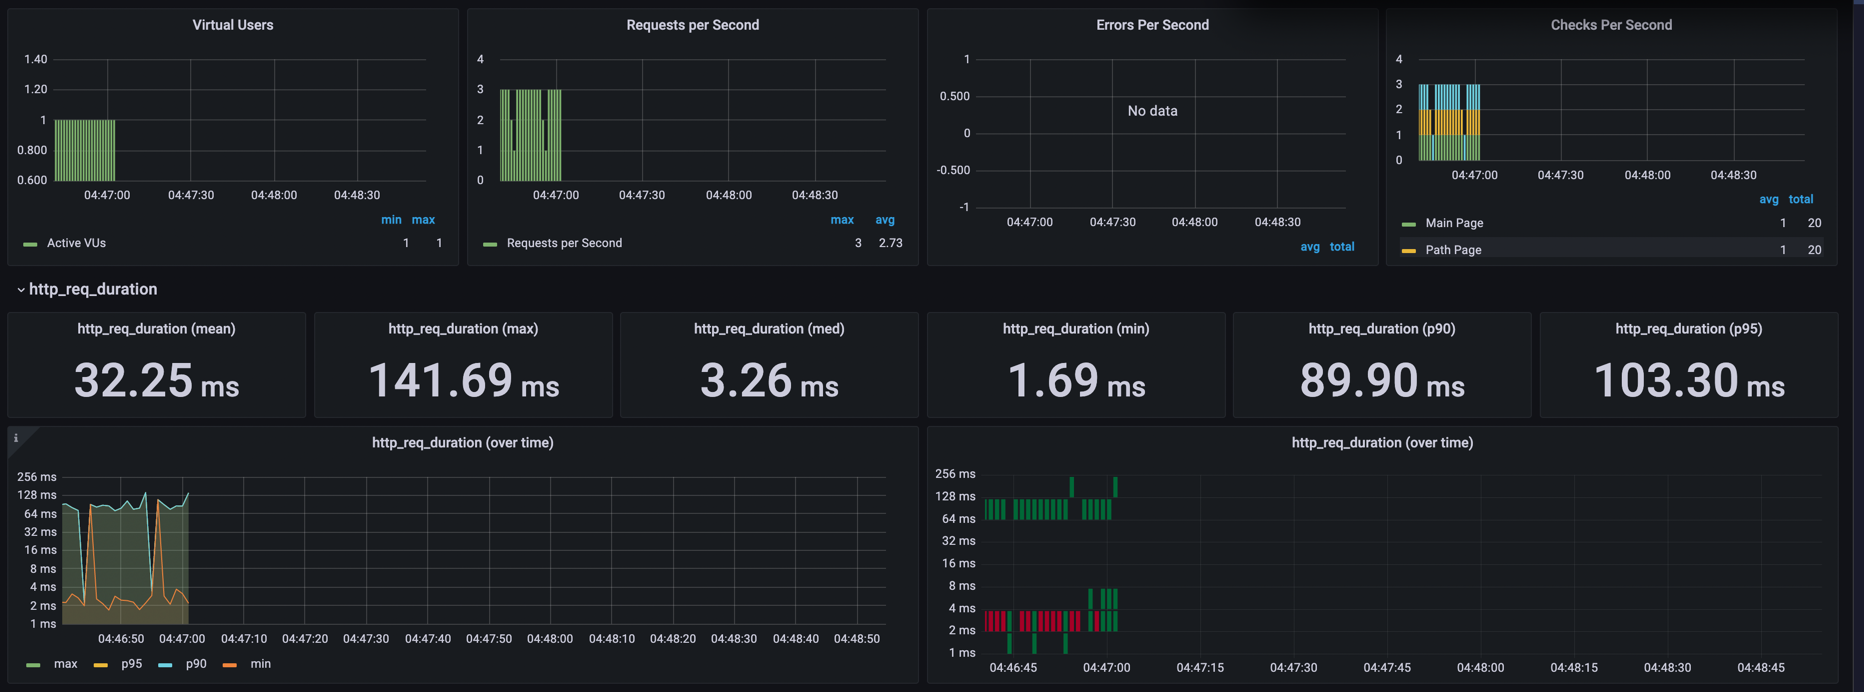 Virtual Users
1.40
1.20
1
0.800
0.600
04:47:00 04:47:30 04:48:00 04:48:30
min max
Active VUs 1 1
Requests per Second
4
3
2
1
0
04:47:00 04:47:30 04:48:00 04:48:30
max avg
Requests per Second 3 2.73
Errors Per Second
1
0.500
0
-0.500
-1
No data
04:47:00 04:47:30 04:48:00 04:48:30
avg total
Checks Per Second
4
3
2
1
0
04:47:00 04:47:30 04:48:00 04:48:30
avg total
Main Page 1 20
Path Page 1 20
http_req_duration
http_req_duration (mean)
32.25 ms
http_req_duration (max)
141.69 ms
http_req_duration (med)
3.26 ms
http_req_duration (min)
1.69 ms
http_req_duration (p90)
89.90 ms
http_req_duration (p95)
103.30 ms
i
http_req_duration (over time)
256 ms
128 ms
64 ms
32 ms
16 ms
8 ms
4 ms
2 ms
1 ms
04:46:50 04:47:00 04:47:10 04:47:20 04:47:30 04:47:40 04:47:50 04:48:00 04:48:10 04:48:20 04:48:30 04:48:40 04:48:50
max p95 p90 min
http_req_duration (over time)
256 ms
128 ms
64 ms
32 ms
16 ms
8 ms
4 ms
2 ms
1 ms
04:46:45 04:47:00 04:47:15 04:47:30 04:47:45 04:48:00 04:48:15 04:48:30 04:48:45